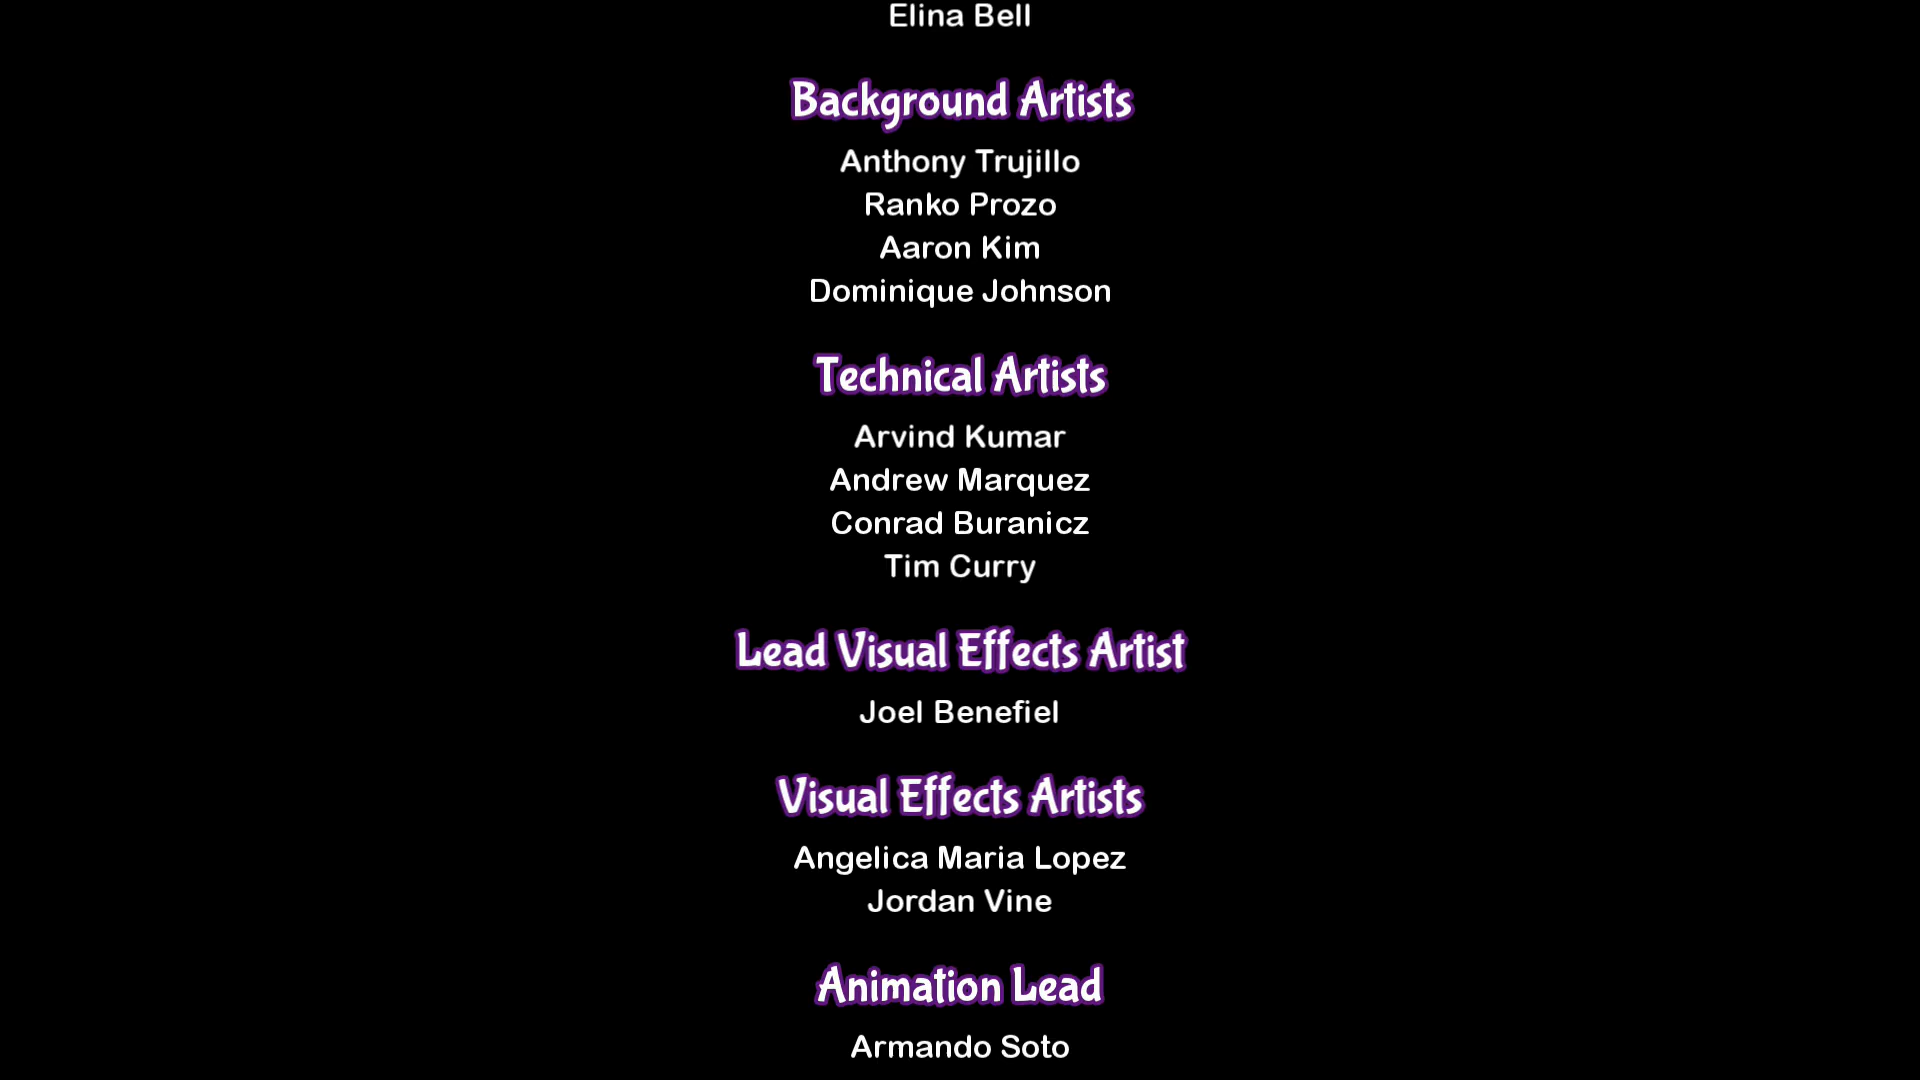 Elina Bell
Background Artists
Anthony Trujillo
Ranko Prozo
Aaron Kim
Dominique Johnson
Technical Artists
Arvind Kumar
Andrew Marquez
Conrad Buranicz
Tim Curry
Lead Visual Effects Artist
Joel Benefiel
Visual Effects Artists
Angelica Maria Lopez
Jordan Vine
Animation Lead
Armando Soto